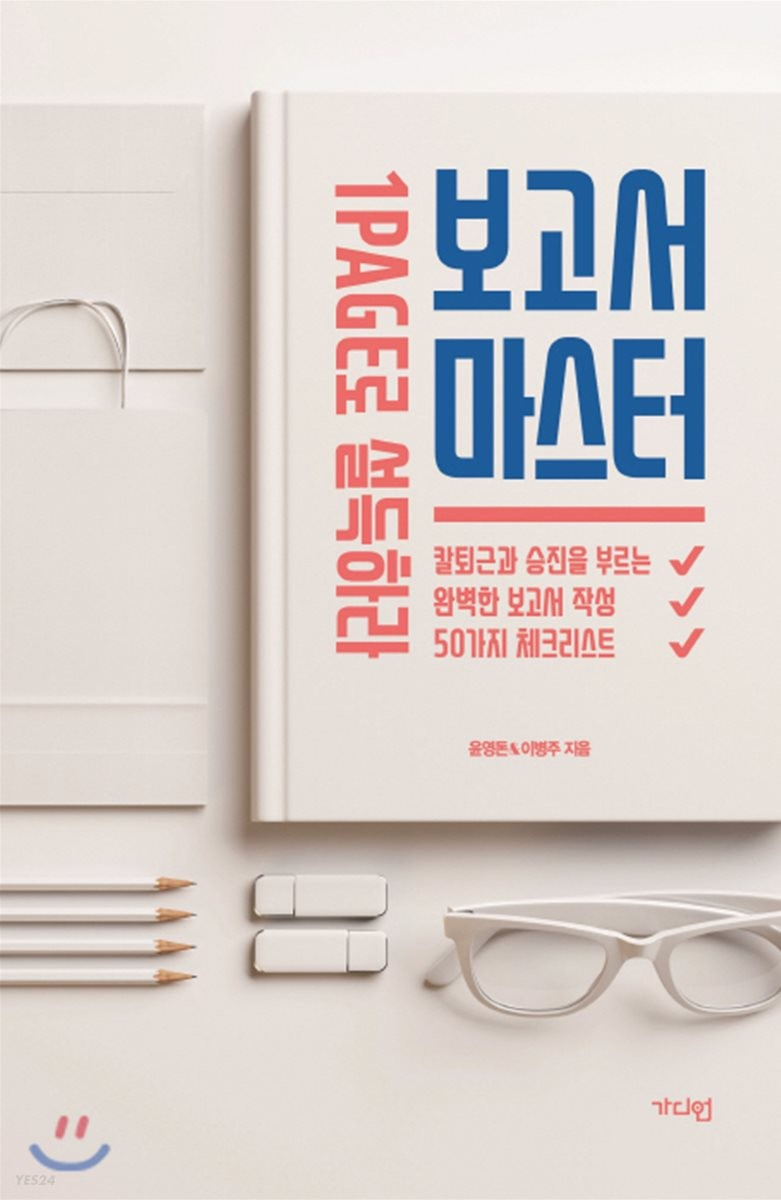 보고서
마스터
1PAGE로 설득하라
칼퇴근과 승진을 부르는
완벽한 보고서 작성
50가지 체크리스트
윤영돈&이병주 지음
가디언
YES24